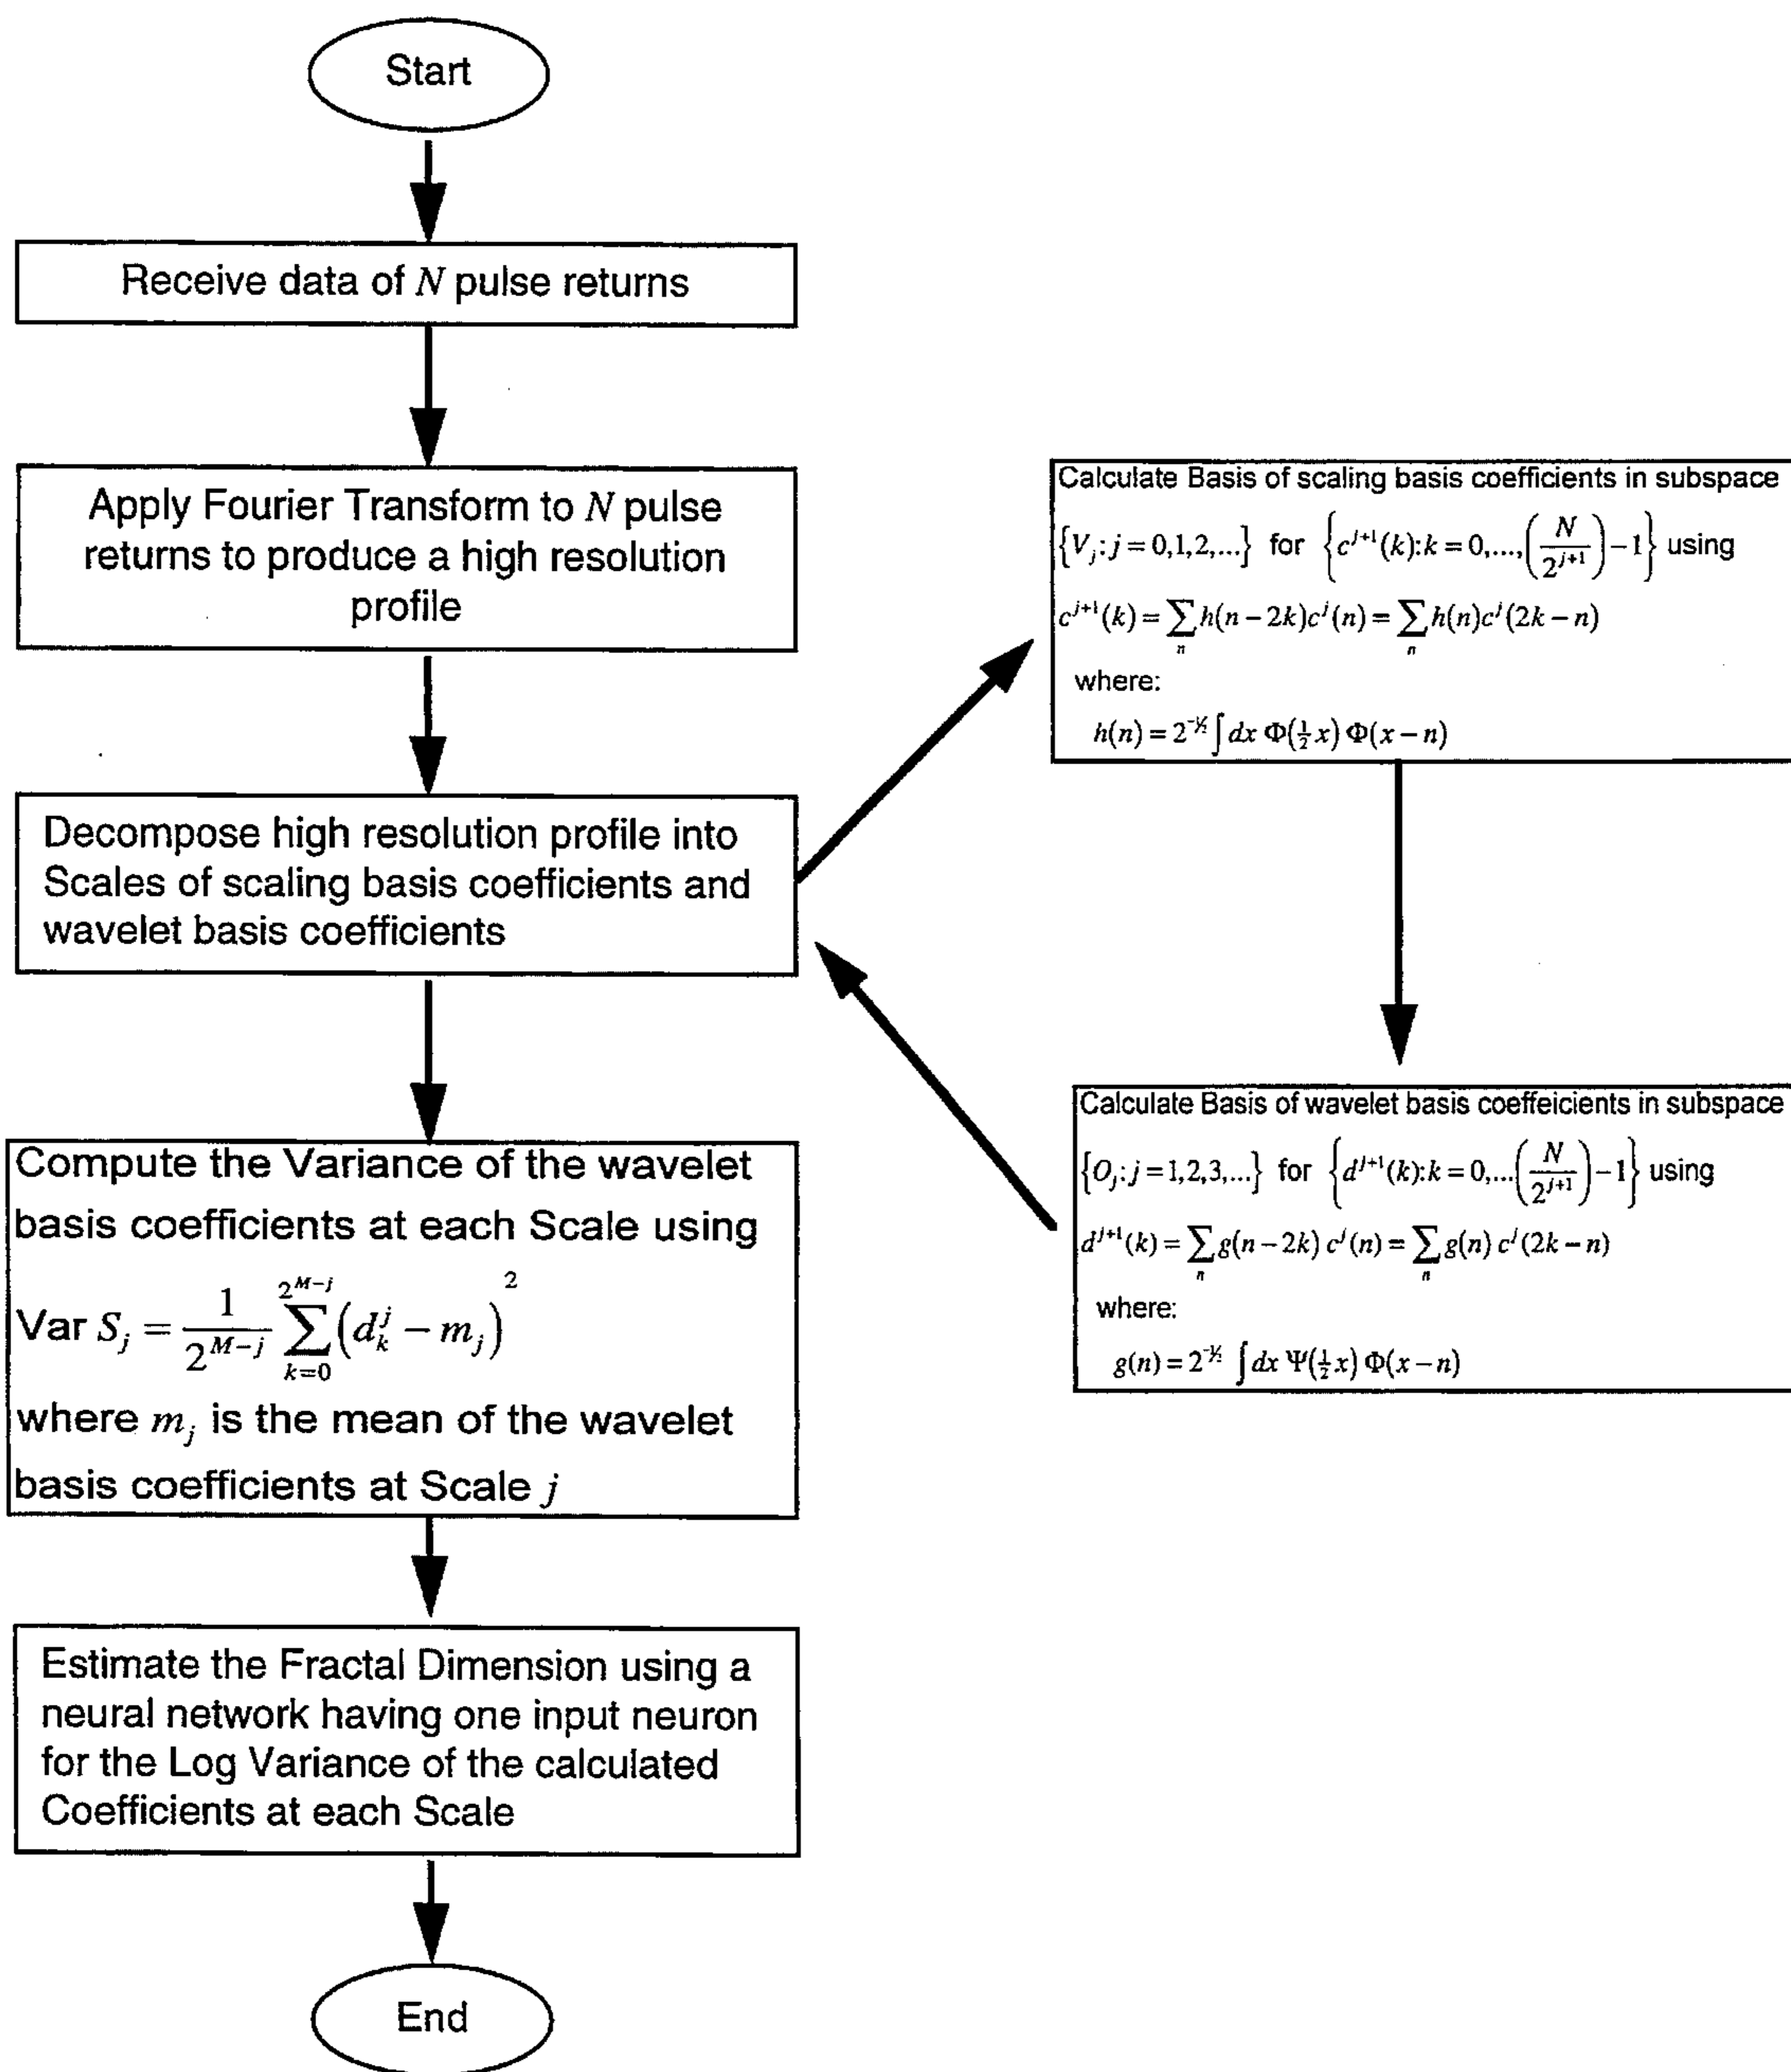 Start
Receive data of N pulse returns
Apply Fourier Transform to N pulse
returns to produce a high resolution
profile
Decompose high resolution profile into
Scales of scaling basis coefficients and
wavelet basis coefficients
Calculate Basis of scaling basis coefficients in subspace
{V_j : j = 0,1,2,...} for {c^{j+1}(k): k = 0,...,(N/2^{j+1}) − 1} using
c^{j+1}(k) = ∑_n h(n − 2k)c^j(n) = ∑_n h(n)c^j(2k − n)
where:
h(n) = 2^{-½} ∫ dx Φ(½x) Φ(x − n)
Calculate Basis of wavelet basis coeffeicients in subspace
{O_j : j = 1,2,3,...} for {d^{j+1}(k): k = 0,...(N/2^{j+1}) − 1} using
d^{j+1}(k) = ∑_n g(n − 2k) c^j(n) = ∑_n g(n) c^j(2k − n)
where:
g(n) = 2^{-½} ∫ dx Ψ(½x) Φ(x − n)
Compute the Variance of the wavelet
basis coefficients at each Scale using
Var S_j = 1/2^{M−j} ∑_{k=0}^{2^{M−j}} (d_k^j − m_j)^2
where m_j is the mean of the wavelet
basis coefficients at Scale j
Estimate the Fractal Dimension using a
neural network having one input neuron
for the Log Variance of the calculated
Coefficients at each Scale
End